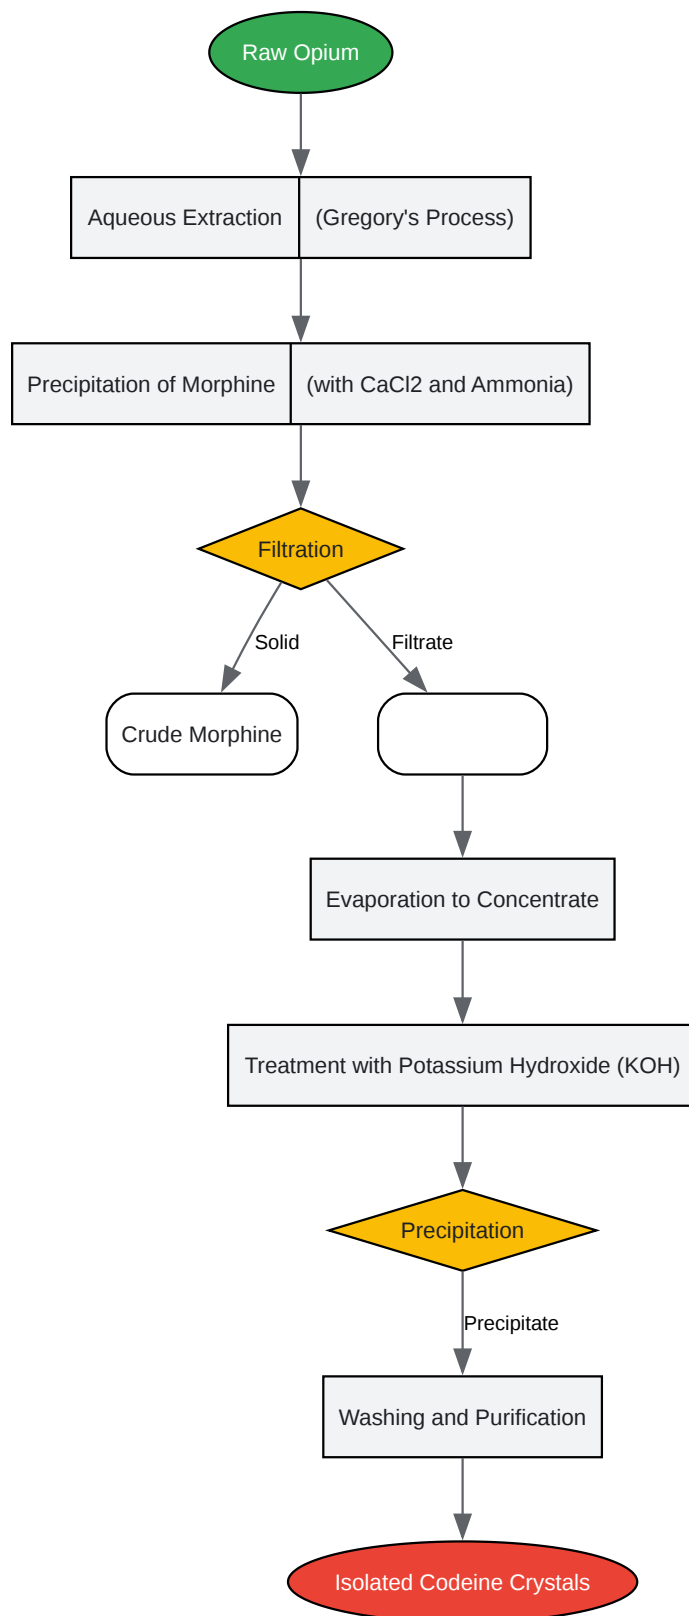 Raw Opium
Aqueous Extraction
(Gregory's Process)
Precipitation of Morphine
(with CaCl2 and Ammonia)
Filtration
Solid
Filtrate
Crude Morphine
Evaporation to Concentrate
Treatment with Potassium Hydroxide (KOH)
Precipitation
Precipitate
Washing and Purification
Isolated Codeine Crystals